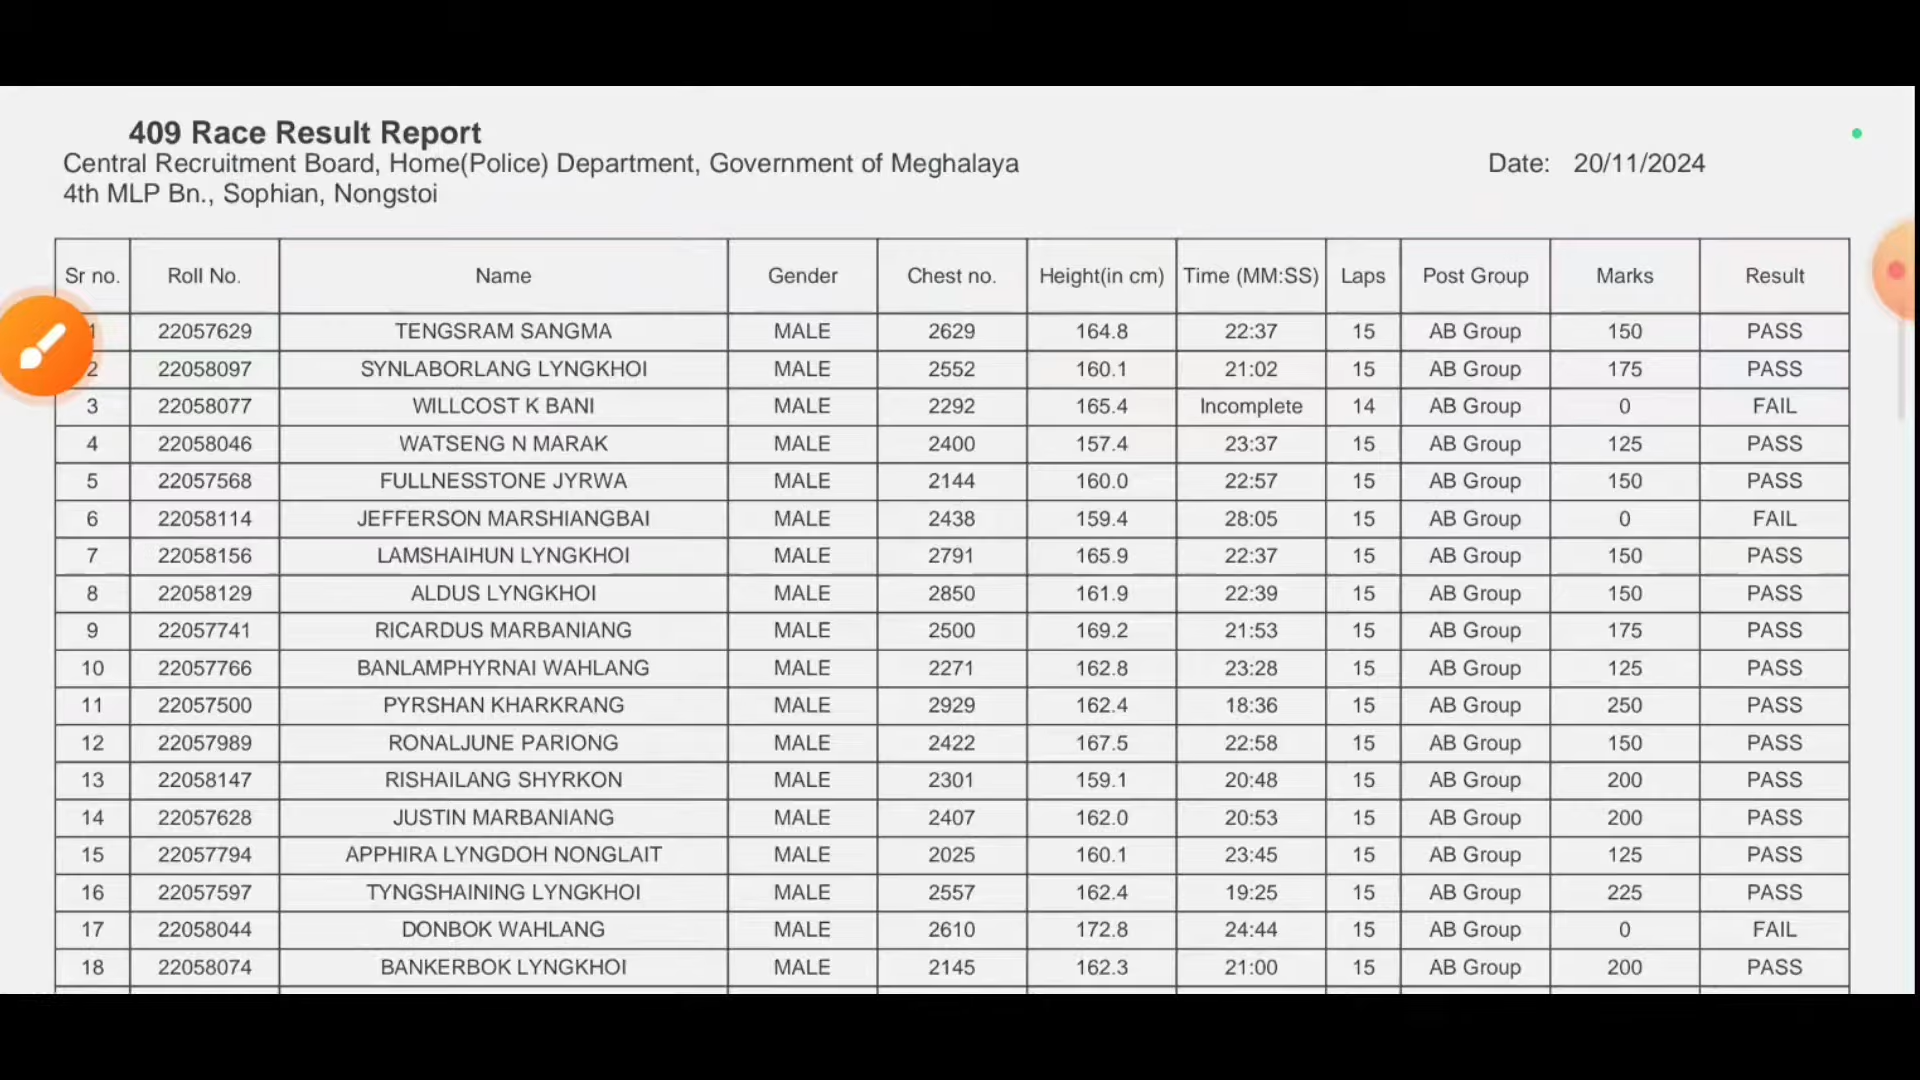 409 Race Result Report
Central Recruitment Board, Home(Police) Department, Government of Meghalaya Date: 20/11/2024
4th MLP Bn., Sophian, Nongstoi
Sr no. Roll No. Name Gender Chest no. Height(in cm) Time (MM:SS) Laps Post Group Marks Result
1 22057629 TENGSRAM SANGMA MALE 2629 164.8 22:37 15 AB Group 150 PASS
2 22058097 SYNLABORLANG LYNGKHOI MALE 2552 160.1 21:02 15 AB Group 175 PASS
3 22058077 WILLCOST K BANI MALE 2292 165.4 Incomplete 14 AB Group 0 FAIL
4 22058046 WATSENG N MARAK MALE 2400 157.4 23:37 15 AB Group 125 PASS
5 22057568 FULLNESSTONE JYRWA MALE 2144 160.0 22:57 15 AB Group 150 PASS
6 22058114 JEFFERSON MARSHIANGBAI MALE 2438 159.4 28:05 15 AB Group 0 FAIL
7 22058156 LAMSHAIHUN LYNGKHOI MALE 2791 165.9 22:37 15 AB Group 150 PASS
8 22058129 ALDUS LYNGKHOI MALE 2850 161.9 22:39 15 AB Group 150 PASS
9 22057741 RICARDUS MARBANIANG MALE 2500 169.2 21:53 15 AB Group 175 PASS
10 22057766 BANLAMPHYRNAI WAHLANG MALE 2271 162.8 23:28 15 AB Group 125 PASS
11 22057500 PYRSHAN KHARKRANG MALE 2929 162.4 18:36 15 AB Group 250 PASS
12 22057989 RONALJUNE PARIONG MALE 2422 167.5 22:58 15 AB Group 150 PASS
13 22058147 RISHAILANG SHYRKON MALE 2301 159.1 20:48 15 AB Group 200 PASS
14 22057628 JUSTIN MARBANIANG MALE 2407 162.0 20:53 15 AB Group 200 PASS
15 22057794 APPHIRA LYNGDOH NONGLAIT MALE 2025 160.1 23:45 15 AB Group 125 PASS
16 22057597 TYNGSHAINING LYNGKHOI MALE 2557 162.4 19:25 15 AB Group 225 PASS
17 22058044 DONBOK WAHLANG MALE 2610 172.8 24:44 15 AB Group 0 FAIL
18 22058074 BANKERBOK LYNGKHOI MALE 2145 162.3 21:00 15 AB Group 200 PASS